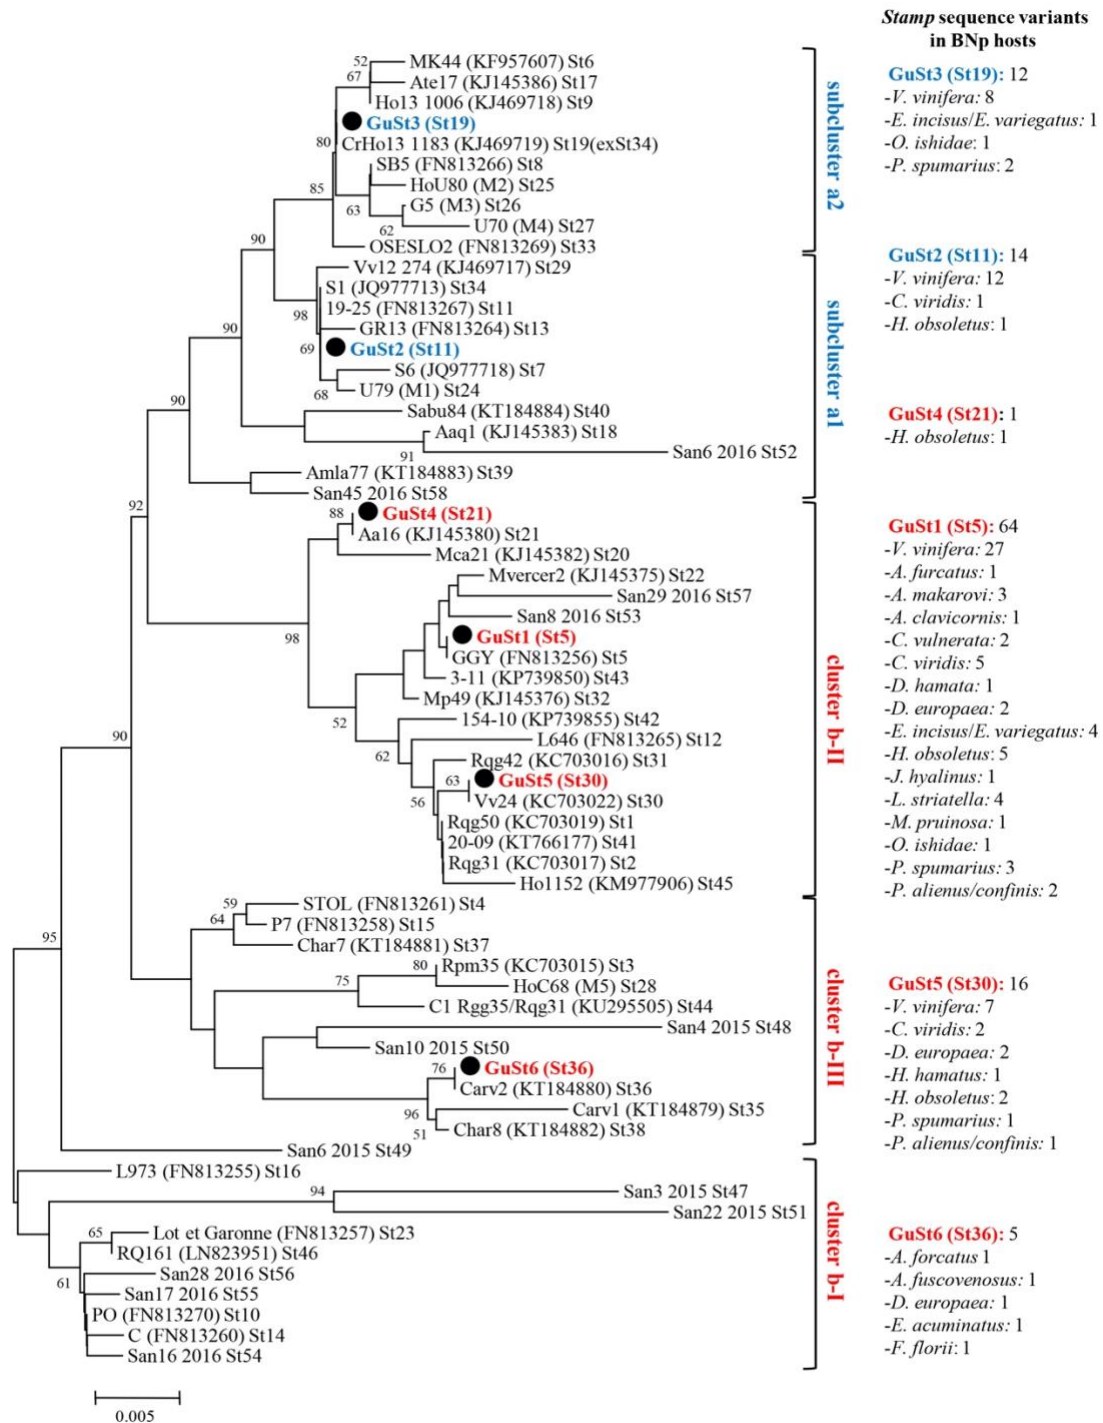 Stamp sequence variants
in BNp hosts
MK44 (KF957607) St6
Ate17 (KJ145386) St17
Ho13 1006 (KJ469718) St9
GuSt3 (St19)
CrHo13 1183 (KJ469719) St19(exSt34)
SB5 (FN813266) St8
HoU80 (M2) St25
G5 (M3) St26
U70 (M4) St27
OSESLO2 (FN813269) St33
Vv12 274 (KJ469717) St29
S1 (JQ977713) St34
19-25 (FN813267) St11
GR13 (FN813264) St13
GuSt2 (St11)
S6 (JQ977718) St7
U79 (M1) St24
Sabu84 (KT184884) St40
Aaq1 (KJ145383) St18
San6 2016 St52
Amla77 (KT184883) St39
San45 2016 St58
GuSt4 (St21)
Aa16 (KJ145380) St21
Mca21 (KJ145382) St20
Mvercer2 (KJ145375) St22
San29 2016 St57
San8 2016 St53
GuSt1 (St5)
GGY (FN813256) St5
3-11 (KP739850) St43
Mp49 (KJ145376) St32
154-10 (KP739855) St42
L646 (FN813265) St12
Rqg42 (KC703016) St31
GuSt5 (St30)
Vv24 (KC703022) St30
Rqg50 (KC703019) St1
20-09 (KT766177) St41
Rqg31 (KC703017) St2
Ho1152 (KM977906) St45
STOL (FN813261) St4
P7 (FN813258) St15
Char7 (KT184881) St37
Rpm35 (KC703015) St3
HoC68 (M5) St28
C1 Rgg35/Rqg31 (KU295505) St44
San4 2015 St48
San10 2015 St50
GuSt6 (St36)
Carv2 (KT184880) St36
Carv1 (KT184879) St35
Char8 (KT184882) St38
San6 2015 St49
L973 (FN813255) St16
San3 2015 St47
San22 2015 St51
Lot et Garonne (FN813257) St23
RQ161 (LN823951) St46
San28 2016 St56
San17 2016 St55
PO (FN813270) St10
C (FN813260) St14
San16 2016 St54
52
67
80
85
63
62
90
98
69
68
90
91
90
92
88
98
52
62
63
56
90
59
64
80
75
76
96
51
95
94
65
61
0.005
subcluster a2
subcluster a1
cluster b-II
cluster b-III
cluster b-I
GuSt3 (St19): 12
-V. vinifera: 8
-E. incisus/E. variegatus: 1
-O. ishidae: 1
-P. spumarius: 2
GuSt2 (St11): 14
-V. vinifera: 12
-C. viridis: 1
-H. obsoletus: 1
GuSt4 (St21): 1
-H. obsoletus: 1
GuSt1 (St5): 64
-V. vinifera: 27
-A. furcatus: 1
-A. makarovi: 3
-A. clavicornis: 1
-C. vulnerata: 2
-C. viridis: 5
-D. hamata: 1
-D. europaea: 2
-E. incisus/E. variegatus: 4
-H. obsoletus: 5
-J. hyalinus: 1
-L. striatella: 4
-M. pruinosa: 1
-O. ishidae: 1
-P. spumarius: 3
-P. alienus/confinis: 2
GuSt5 (St30): 16
-V. vinifera: 7
-C. viridis: 2
-D. europaea: 2
-H. hamatus: 1
-H. obsoletus: 2
-P. spumarius: 1
-P. alienus/confinis: 1
GuSt6 (St36): 5
-A. forcatus 1
-A. fuscovenosus: 1
-D. europaea: 1
-E. acuminatus: 1
-F. florii: 1